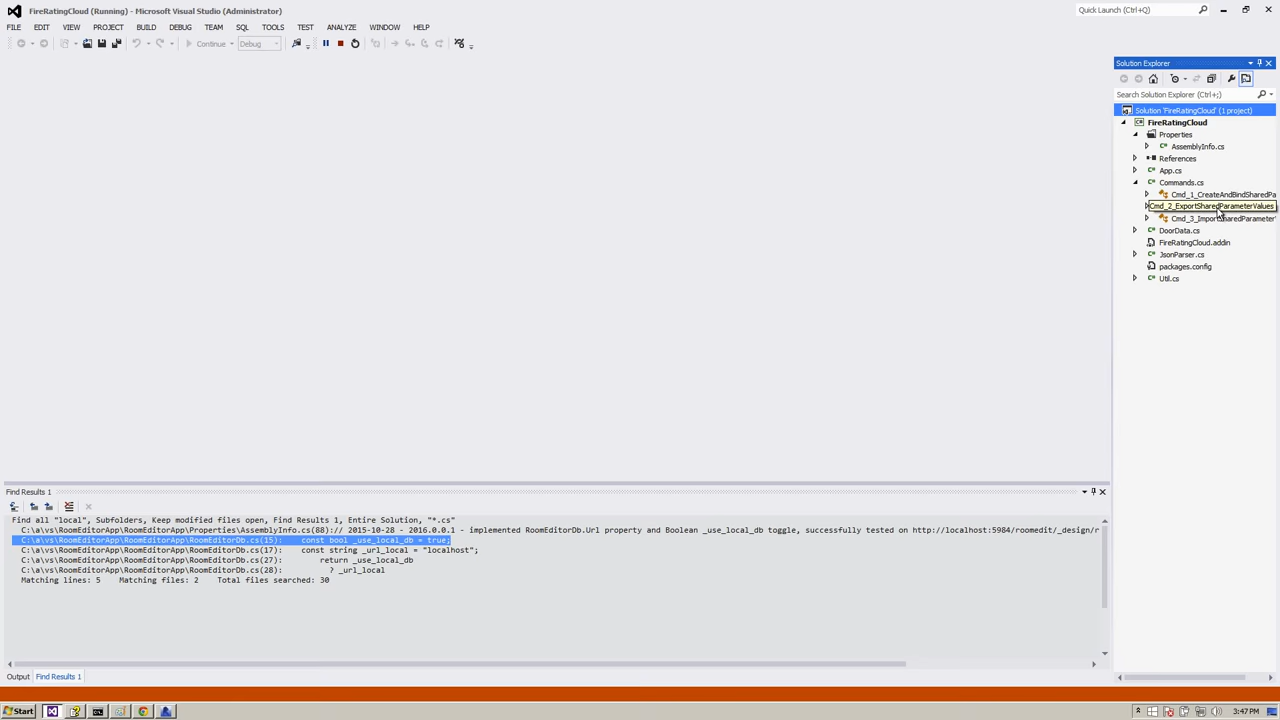 FireRatingCloud (Running) - Microsoft Visual Studio (Administrator)
Quick Launch (Ctrl+Q)
FILE EDIT VIEW PROJECT BUILD DEBUG TEAM SQL TOOLS TEST ANALYZE WINDOW HELP
Continue Debug
Solution Explorer
Search Solution Explorer (Ctrl+;)
Solution 'FireRatingCloud' (1 project)
FireRatingCloud
Properties
AssemblyInfo.cs
References
App.cs
Commands.cs
Cmd_1_CreateAndBindSharedPa
Cmd_2_ExportSharedParameterValues
Cmd_3_ImportSharedParameter
DoorData.cs
FireRatingCloud.addin
JsonParser.cs
packages.config
Util.cs
Find Results 1
Find all "local", Subfolders, Keep modified files open, Find Results 1, Entire Solution, "*.cs"
C:\a\vs\RoomEditorApp\RoomEditorApp\Properties\AssemblyInfo.cs(88):// 2015-10-28 - 2016.0.0.1 - implemented RoomEditorDb.Url property and Boolean _use_local_db toggle, successfully tested on http://localhost:5984/roomedit/_design/
C:\a\vs\RoomEditorApp\RoomEditorApp\RoomEditorDb.cs(15): const bool _use_local_db = true;
C:\a\vs\RoomEditorApp\RoomEditorApp\RoomEditorDb.cs(17): const string _url_local = "localhost";
C:\a\vs\RoomEditorApp\RoomEditorApp\RoomEditorDb.cs(27): return _use_local_db
C:\a\vs\RoomEditorApp\RoomEditorApp\RoomEditorDb.cs(28): ? _url_local
Matching lines: 5 Matching files: 2 Total files searched: 30
Output Find Results 1
Start
3:47 PM